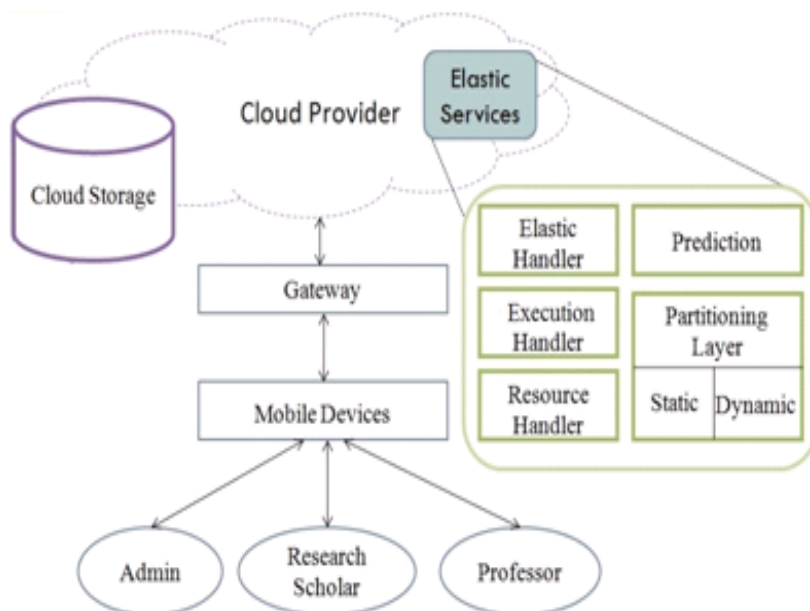 Elastic
Services
Cloud Provider
Cloud Storage
Elastic
Handler
Prediction
Gateway
Execution
Handler
Partitioning
Layer
Mobile Devices
Resource
Handler
Static
Dynamic
Admin
Research
Scholar
Professor